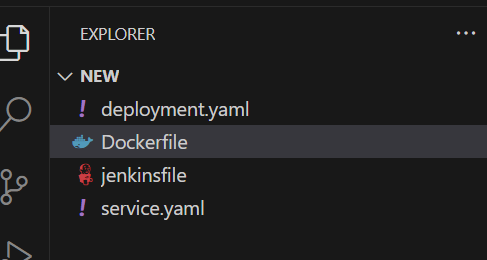 EXPLORER
NEW
deployment.yaml
Dockerfile
jenkinsfile
service.yaml